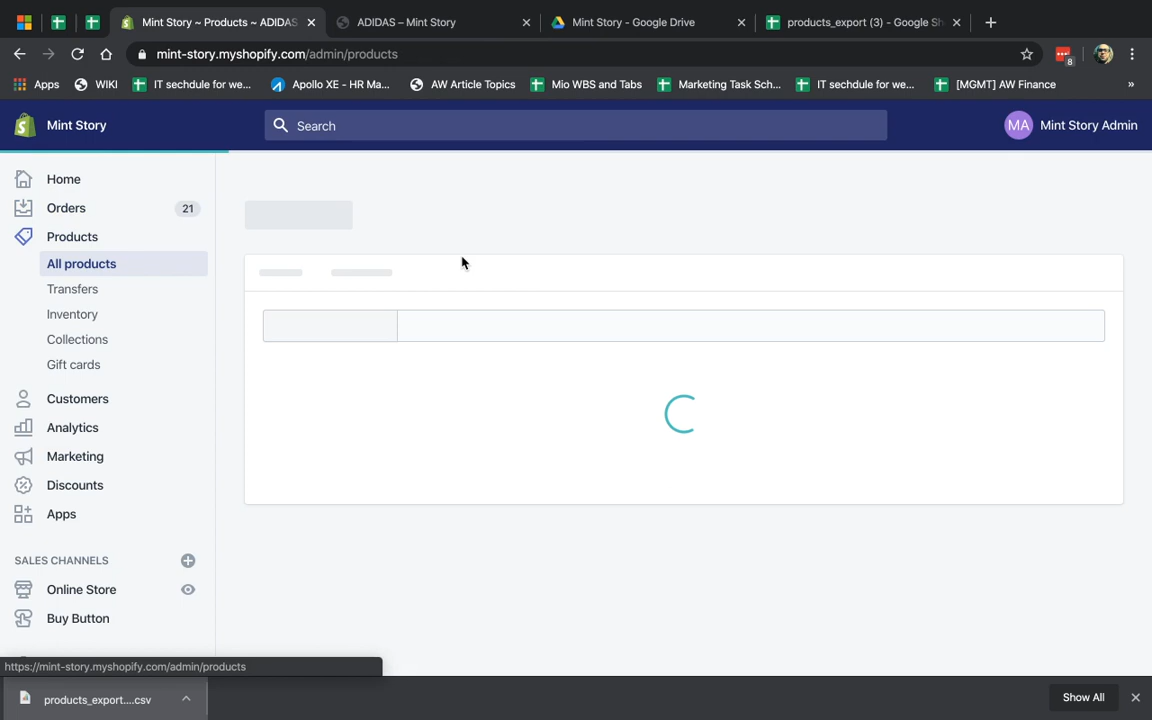 Mint Story ~ Products ~ ADIDAS
ADIDAS – Mint Story
Mint Story - Google Drive
products_export (3) - Google Sh
mint-story.myshopify.com/admin/products
8
Apps
WIKI
IT sechdule for we...
Apollo XE - HR Ma...
AW Article Topics
Mio WBS and Tabs
Marketing Task Sch...
IT sechdule for we...
[MGMT] AW Finance
»
Mint Story
Search
MA
Mint Story Admin
Home
Orders
21
Products
All products
Transfers
Inventory
Collections
Gift cards
Customers
Analytics
Marketing
Discounts
Apps
SALES CHANNELS
Online Store
Buy Button
https://mint-story.myshopify.com/admin/products
products_export....csv
Show All